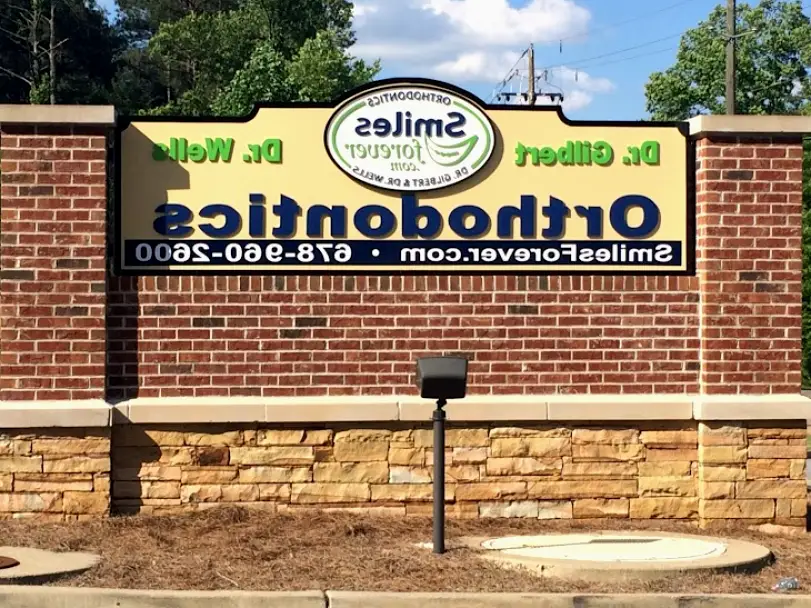 ORTHODONTICS
Smiles
forever
.com
DR. GILBERT & DR. WELLS
Dr. Gilbert
Dr. Wells
Orthodontics
SmilesForever.com • 678-960-2600